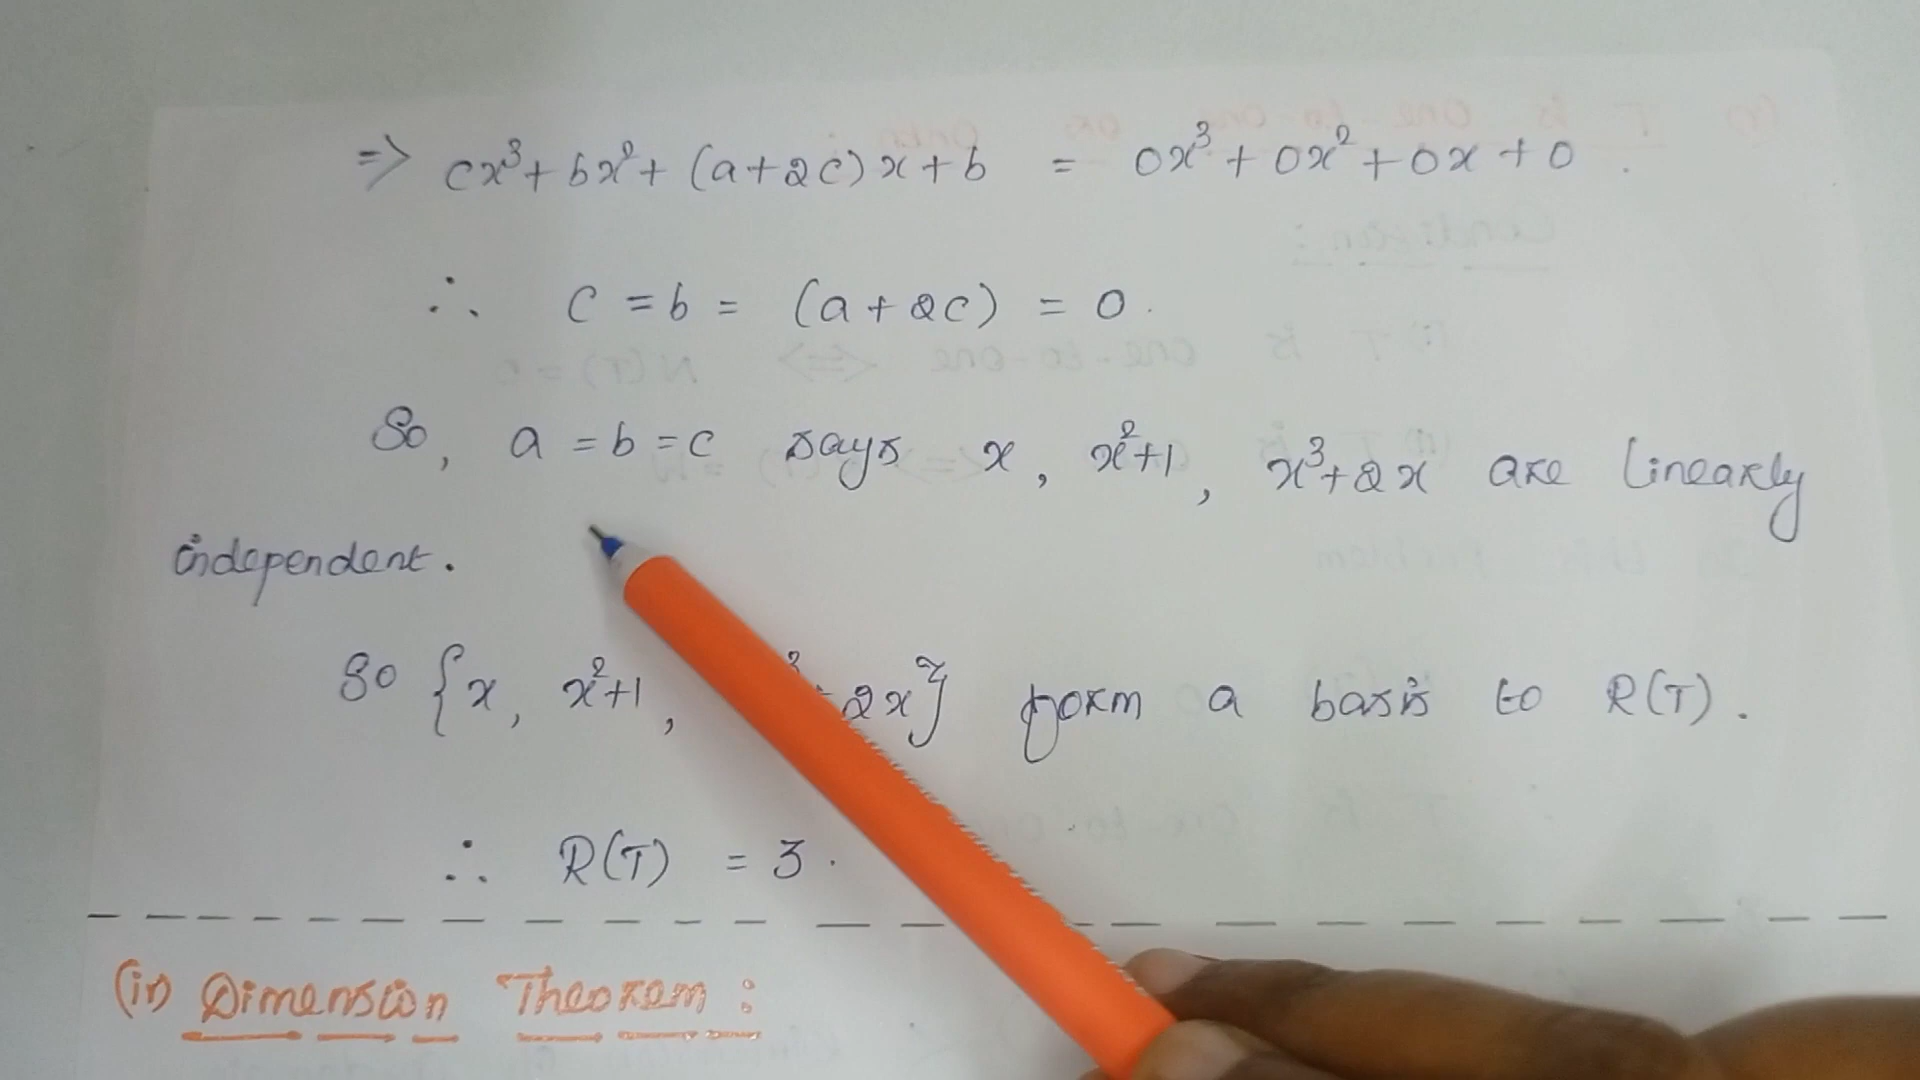 => cx³ + bx² + (a+2c)x + b = 0x³ + 0x² + 0x + 0.
∴ c = b = (a+2c) = 0.
So, a = b = c says x, x²+1, x³+2x are linearly
independent.
So {x, x²+1, 2x} form a basis to R(T).
∴ R(T) = 3.
(iv) Dimension Theorem: